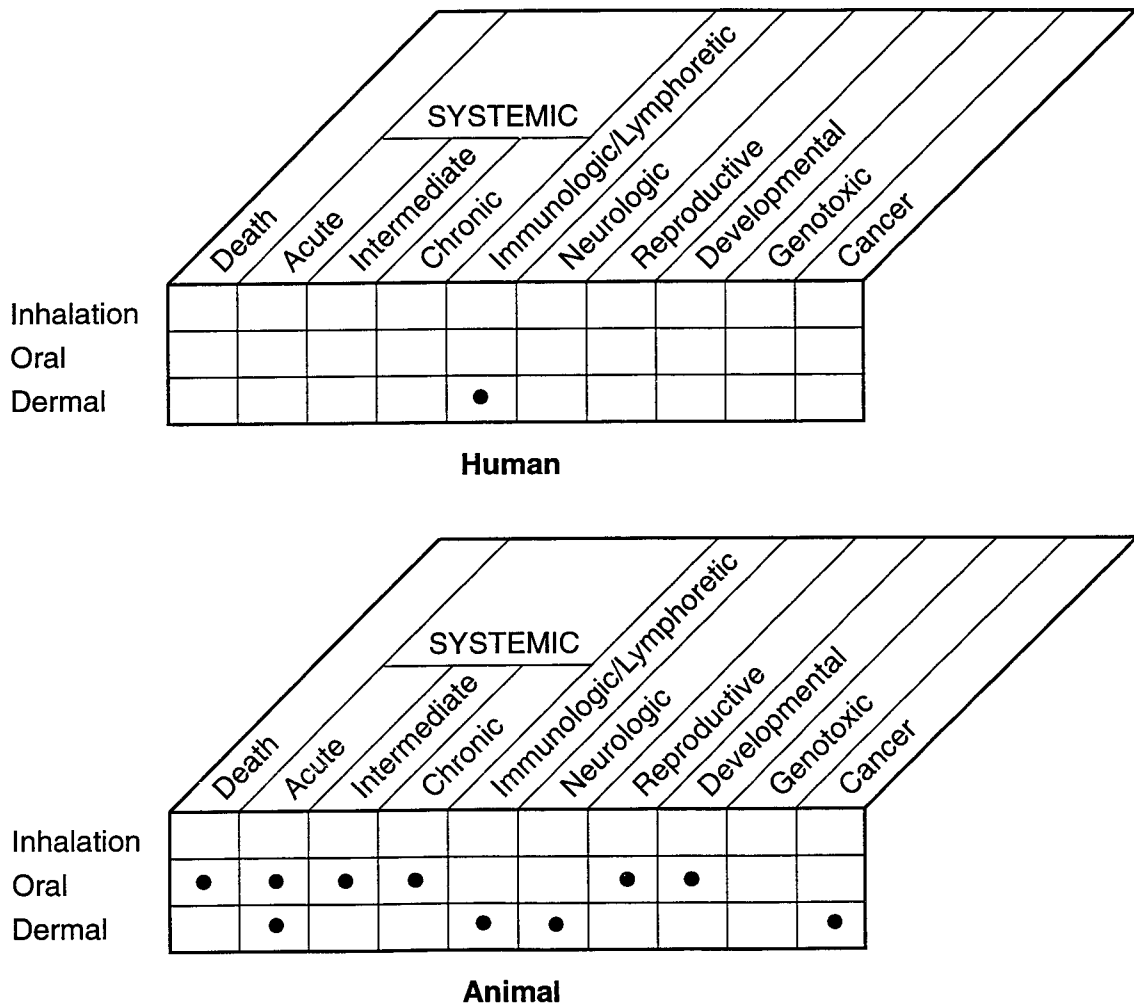 SYSTEMIC
Death
Acute
Intermediate
Chronic
Immunologic/Lymphoretic
Neurologic
Reproductive
Developmental
Genotoxic
Cancer
Inhalation
Oral
Dermal
Human
SYSTEMIC
Death
Acute
Intermediate
Chronic
Immunologic/Lymphoretic
Neurologic
Reproductive
Developmental
Genotoxic
Cancer
Inhalation
Oral
Dermal
Animal